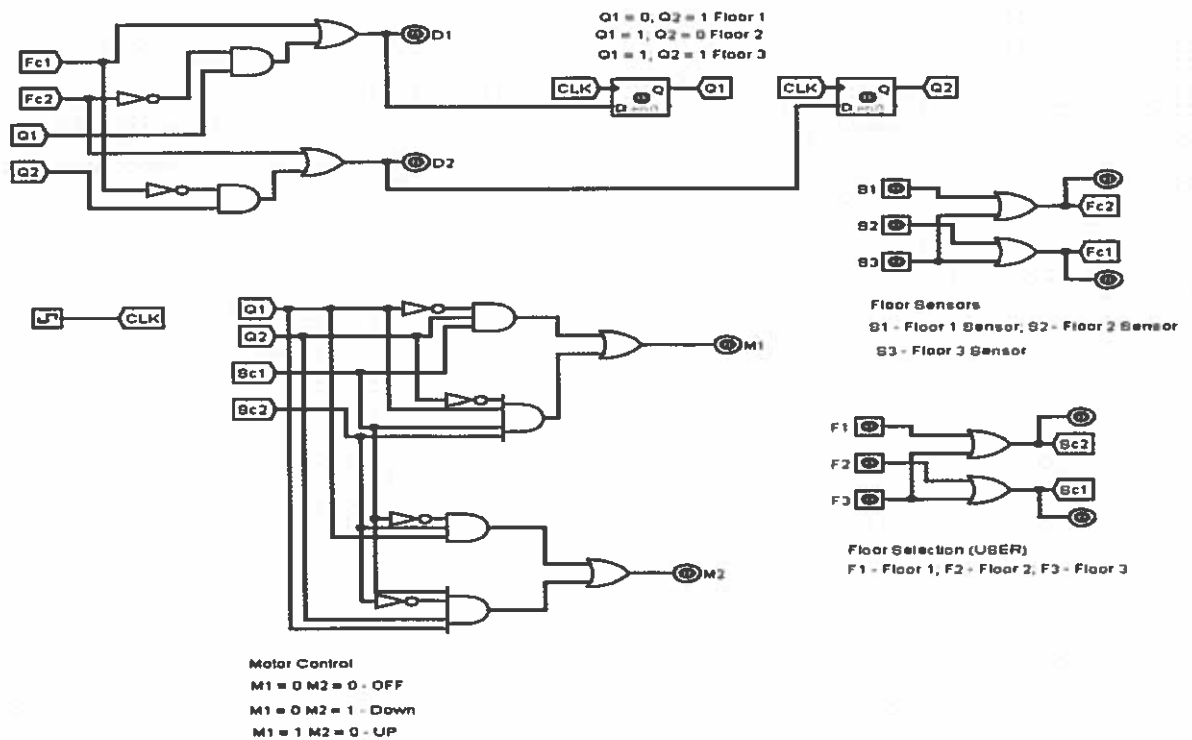 Q1 = 0, Q2 = 1 Floor 1
Q1 = 1, Q2 = 0 Floor 2
Q1 = 1, Q2 = 1 Floor 3
D1
Fc1
Fc2
Q1
Q2
D2
CLK
D
Q
Q1
CLK
D
Q
Q2
S1
S2
S3
Fc2
Fc1
Floor Sensors
S1 - Floor 1 Sensor, S2 - Floor 2 Sensor
S3 - Floor 3 Sensor
CLK
Q1
Q2
Sc1
Sc2
M1
M2
F1
F2
F3
Sc2
Sc1
Floor Selection (USER)
F1 - Floor 1, F2 - Floor 2, F3 - Floor 3
Motor Control
M1 = 0 M2 = 0 - OFF
M1 = 0 M2 = 1 - Down
M1 = 1 M2 = 0 - UP